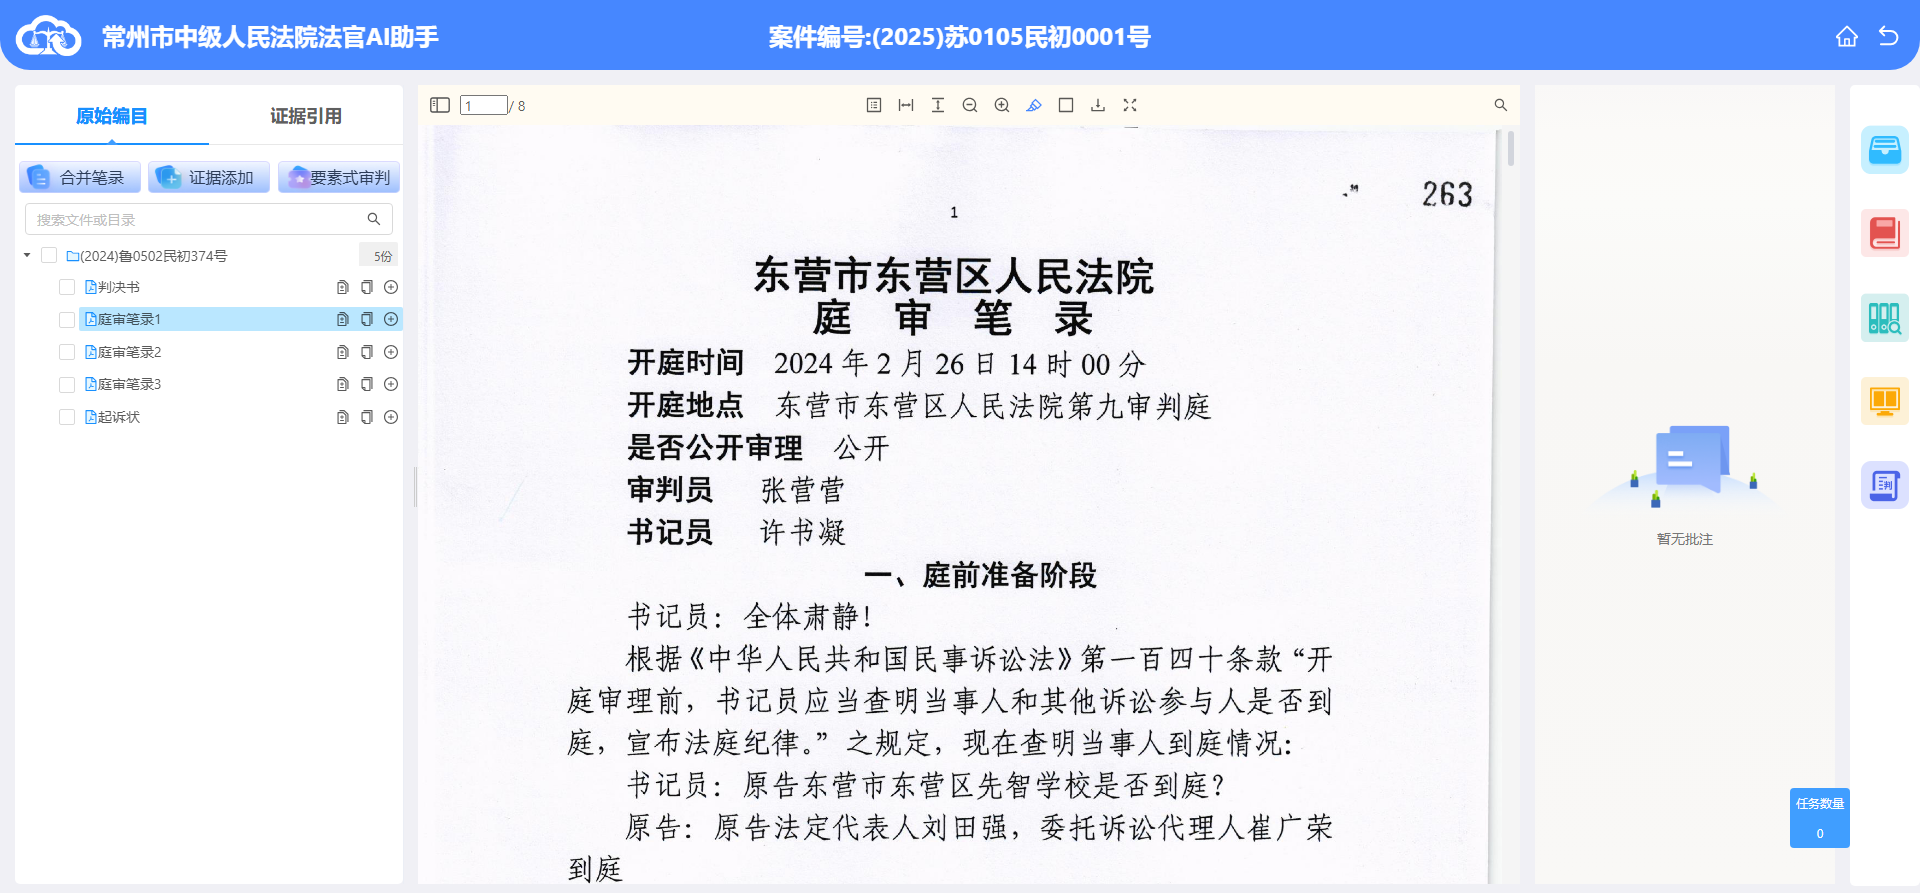 常州市中级人民法院法官AI助手
案件编号:(2025)苏0105民初0001号
原始编目
证据引用
合并笔录
证据添加
要素式审判
搜索文件或目录
(2024)鲁0502民初374号
5份
判决书
庭审笔录1
庭审笔录2
庭审笔录3
起诉状
1 / 8
263
1
东营市东营区人民法院
庭 审 笔 录
开庭时间 2024 年 2 月 26 日 14 时 00 分
开庭地点 东营市东营区人民法院第九审判庭
是否公开审理 公开
审判员 张营营
书记员 许书凝
一、庭前准备阶段
书记员：全体肃静！
根据《中华人民共和国民事诉讼法》第一百四十条款“开
庭审理前，书记员应当查明当事人和其他诉讼参与人是否到
庭，宣布法庭纪律。”之规定，现在查明当事人到庭情况：
书记员：原告东营市东营区先智学校是否到庭？
原告：原告法定代表人刘田强，委托诉讼代理人崔广荣
到庭
暂无批注
判
任务数量
0